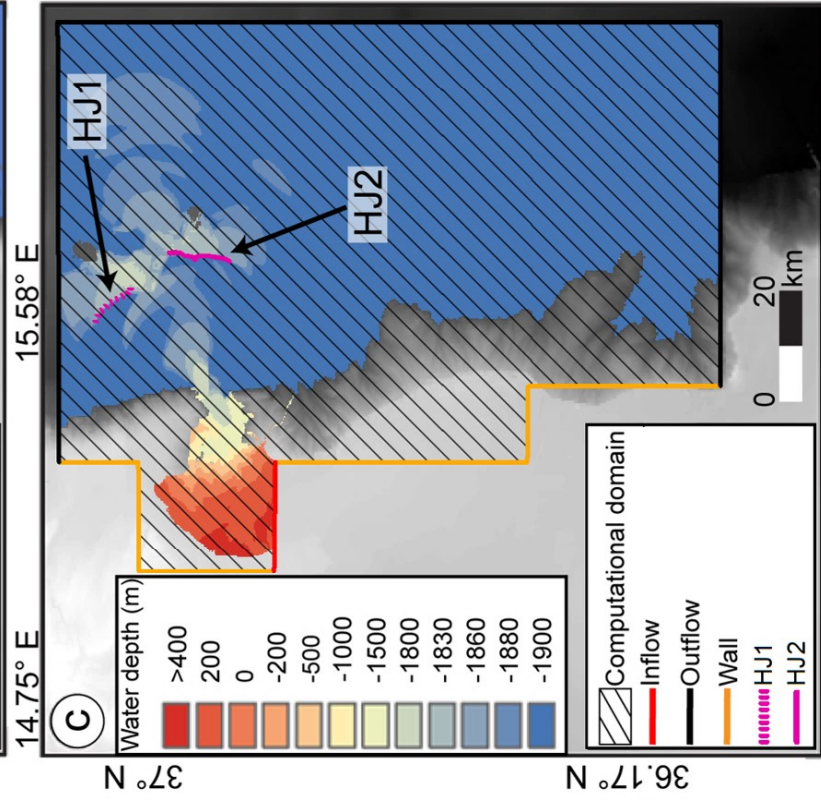 14.75° E
15.58° E
37° N
36.17° N
C
HJ1
HJ2
Water depth (m)
>400
200
0
-200
-500
-1000
-1500
-1800
-1830
-1860
-1880
-1900
Computational domain
Inflow
Outflow
Wall
HJ1
HJ2
0
20
km